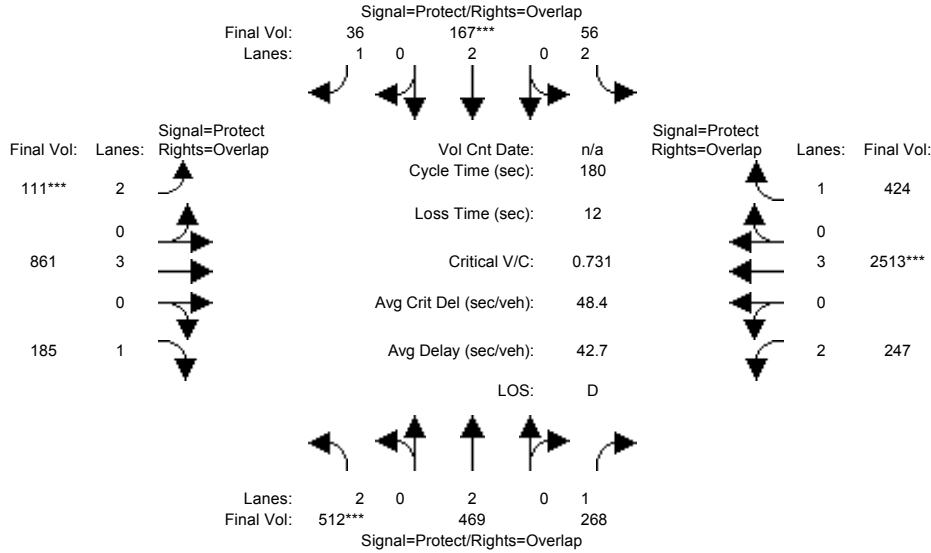 Signal=Protect/Rights=Overlap
Final Vol: 36 167*** 56
Lanes: 1 0 2 0 2
Signal=Protect Signal=Protect
Final Vol: Lanes: Rights=Overlap Vol Cnt Date: n/a Rights=Overlap Lanes: Final Vol:
Cycle Time (sec): 180
111*** 2 1 424
Loss Time (sec): 12
0 0
861 3 Critical V/C: 0.731 3 2513***
0 Avg Crit Del (sec/veh): 48.4 0
185 1 Avg Delay (sec/veh): 42.7 2 247
LOS: D
Lanes: 2 0 2 0 1
Final Vol: 512*** 469 268
Signal=Protect/Rights=Overlap